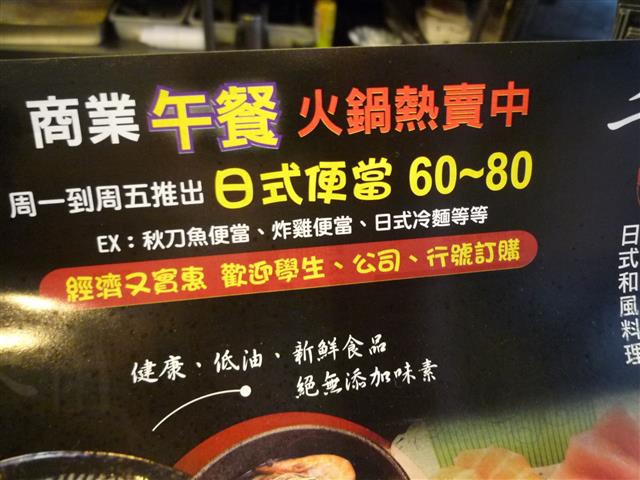 商業午餐 火鍋熱賣中
周一到周五推出 日式便當 60~80
EX：秋刀魚便當、炸雞便當、日式冷麵等等
經濟又實惠 歡迎學生、公司、行號訂購
健康、低油、新鮮食品
絕無添加味素
日式和風料理